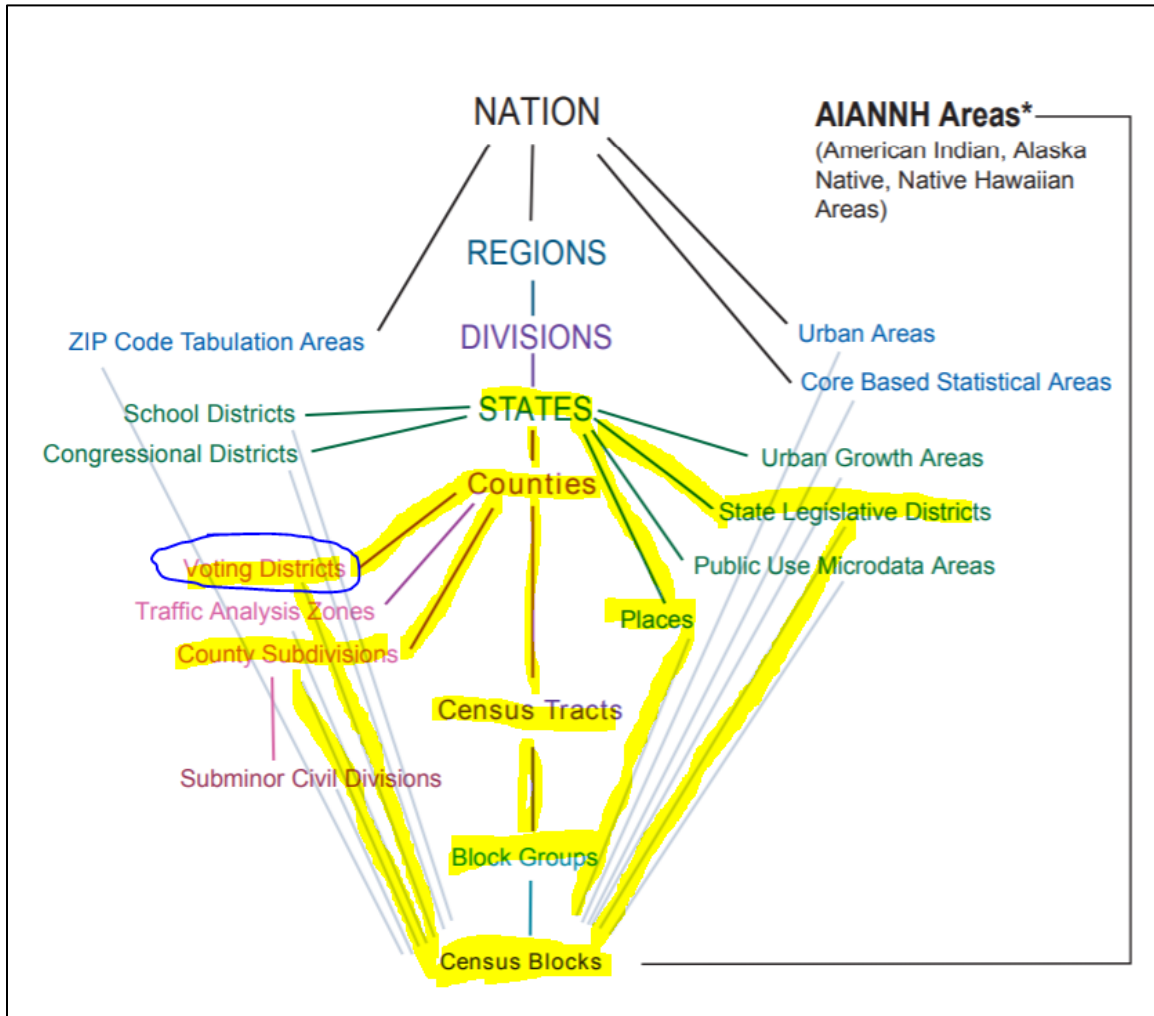 NATION
AIANNH Areas*
(American Indian, Alaska
Native, Native Hawaiian
Areas)
REGIONS
ZIP Code Tabulation Areas
DIVISIONS
Urban Areas
Core Based Statistical Areas
School Districts
STATES
Congressional Districts
Urban Growth Areas
Counties
State Legislative Districts
Voting Districts
Public Use Microdata Areas
Traffic Analysis Zones
Places
County Subdivisions
Census Tracts
Subminor Civil Divisions
Block Groups
Census Blocks